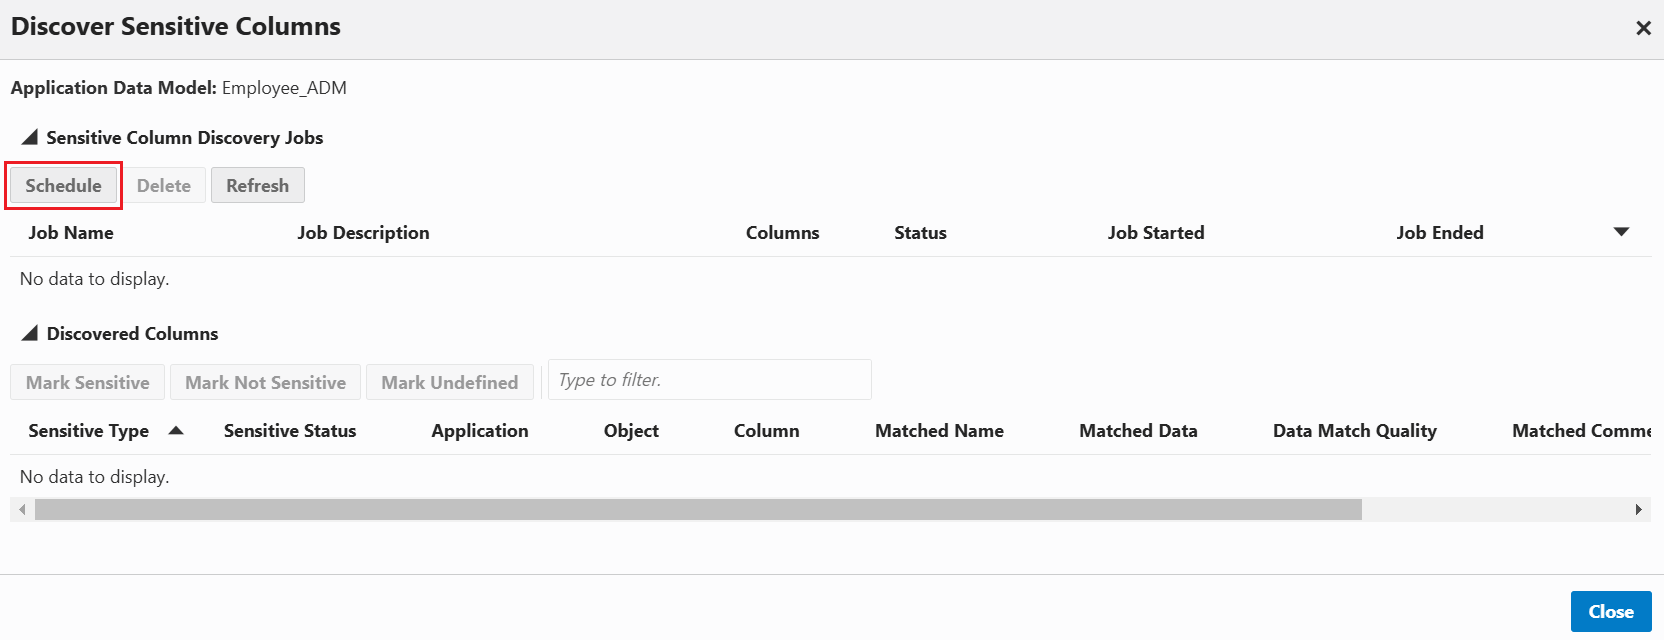 Discover Sensitive Columns
Application Data Model: Employee_ADM
Sensitive Column Discovery Jobs
Schedule Delete Refresh
Job Name Job Description Columns Status Job Started Job Ended
No data to display.
Discovered Columns
Mark Sensitive Mark Not Sensitive Mark Undefined Type to filter.
Sensitive Type Sensitive Status Application Object Column Matched Name Matched Data Data Match Quality Matched Comme
No data to display.
Close